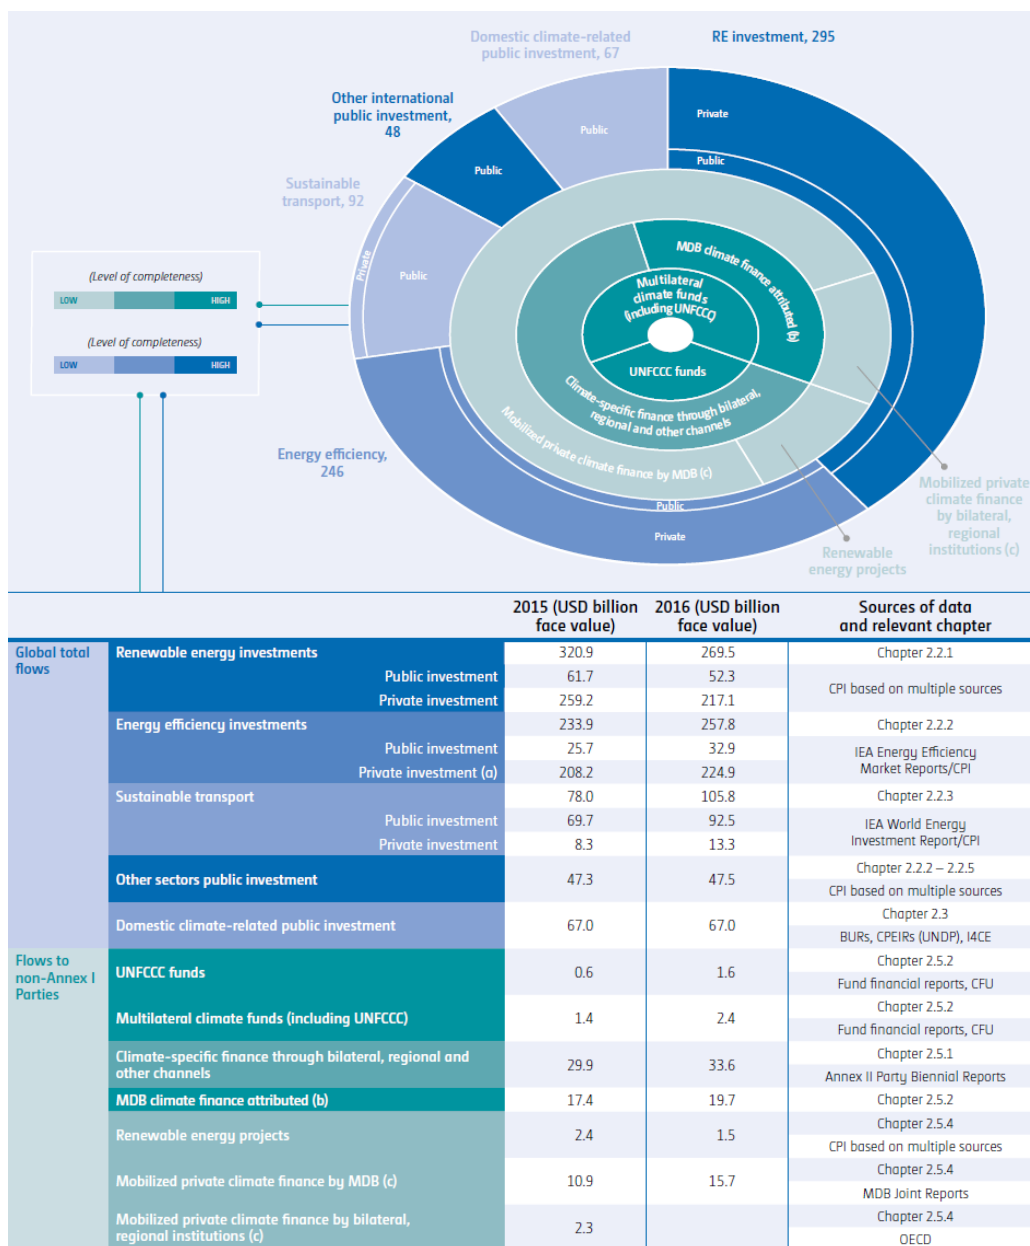 Domestic climate-related
public investment, 67
RE investment, 295
Other international
public investment,
48
Sustainable
transport, 92
Energy efficiency,
246
Private
Public
Public
Public
Private
Public
Public
Private
MDB climate finance attributed (b)
Multilateral
climate funds
(including UNFCCC)
UNFCCC funds
Climate-specific finance through bilateral,
regional and other channels
Mobilized private climate finance by MDB (c)
Mobilized private
climate finance
by bilateral,
regional
institutions (c)
Renewable
energy projects
(Level of completeness)
LOW HIGH
(Level of completeness)
LOW HIGH
2015 (USD billion face value) 2016 (USD billion face value) Sources of data and relevant chapter
Global total flows
Renewable energy investments 320.9 269.5 Chapter 2.2.1
Public investment 61.7 52.3
CPI based on multiple sources
Private investment 259.2 217.1
Energy efficiency investments 233.9 257.8 Chapter 2.2.2
Public investment 25.7 32.9
IEA Energy Efficiency
Market Reports/CPI
Private investment (a) 208.2 224.9
Sustainable transport 78.0 105.8 Chapter 2.2.3
Public investment 69.7 92.5
IEA World Energy
Investment Report/CPI
Private investment 8.3 13.3
Other sectors public investment 47.3 47.5 Chapter 2.2.2 – 2.2.5
CPI based on multiple sources
Domestic climate-related public investment 67.0 67.0 Chapter 2.3
BURs, CPEIRs (UNDP), I4CE
Flows to
non-Annex I
Parties
UNFCCC funds 0.6 1.6 Chapter 2.5.2
Fund financial reports, CFU
Multilateral climate funds (including UNFCCC) 1.4 2.4 Chapter 2.5.2
Fund financial reports, CFU
Climate-specific finance through bilateral, regional and
other channels 29.9 33.6 Chapter 2.5.1
Annex II Party Biennial Reports
MDB climate finance attributed (b) 17.4 19.7 Chapter 2.5.2
Renewable energy projects 2.4 1.5 Chapter 2.5.4
CPI based on multiple sources
Mobilized private climate finance by MDB (c) 10.9 15.7 Chapter 2.5.4
MDB Joint Reports
Mobilized private climate finance by bilateral,
regional institutions (c) 2.3 Chapter 2.5.4
OECD